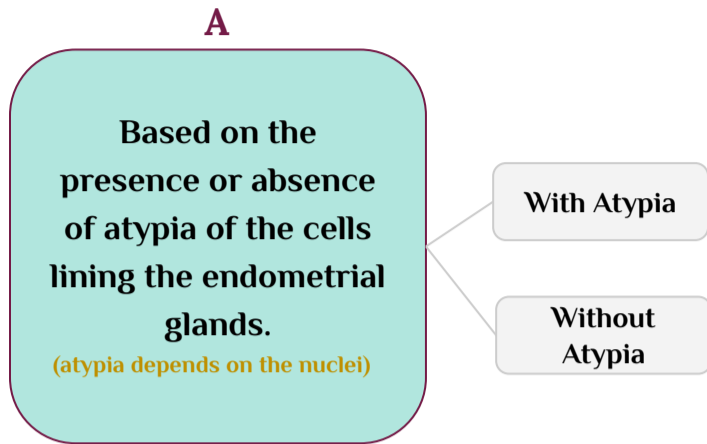 A
Based on the
presence or absence
of atypia of the cells
lining the endometrial
glands.
(atypia depends on the nuclei)
With Atypia
Without
Atypia